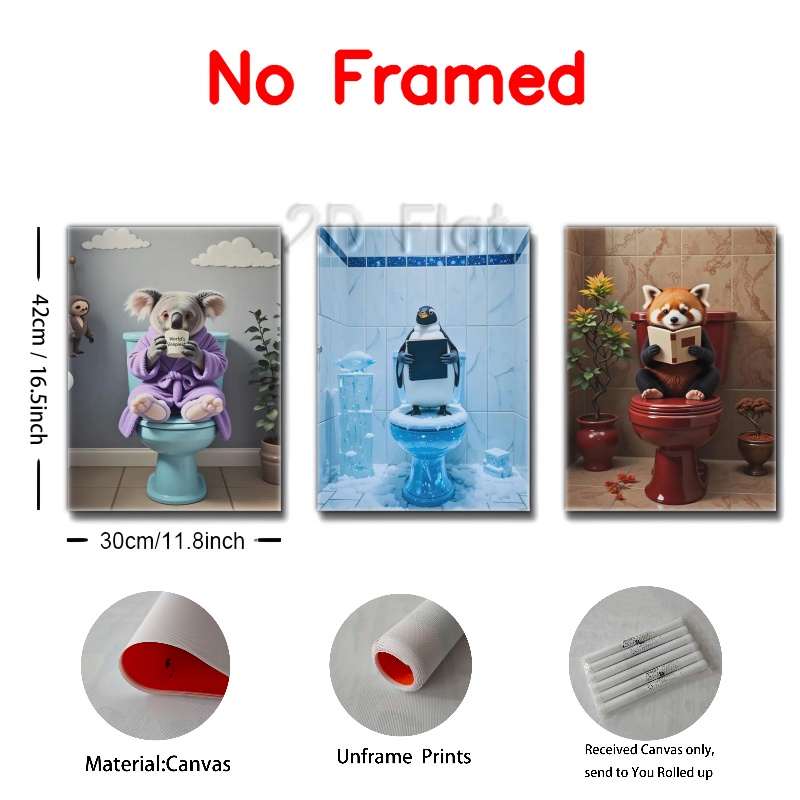 No Framed
2D Flat
42cm / 16.5inch
World's
30cm/11.8inch
Material:Canvas
Unframe Prints
Received Canvas only,
send to You Rolled up